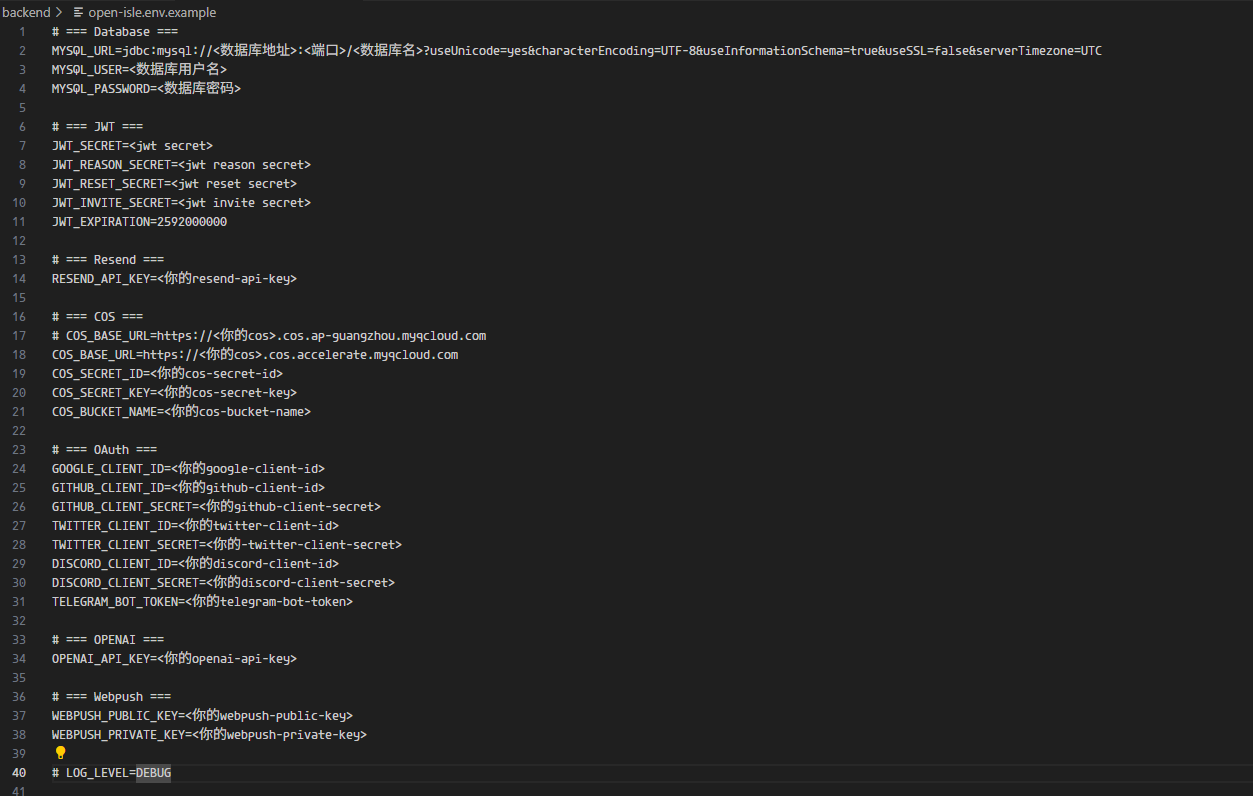 backend > open-isle.env.example
1 # === Database ===
2 MYSQL_URL=jdbc:mysql://<数据库地址>:<端口>/<数据库名>?useUnicode=yes&characterEncoding=UTF-8&useInformationSchema=true&useSSL=false&serverTimezone=UTC
3 MYSQL_USER=<数据库用户名>
4 MYSQL_PASSWORD=<数据库密码>
5
6 # === JWT ===
7 JWT_SECRET=<jwt secret>
8 JWT_REASON_SECRET=<jwt reason secret>
9 JWT_RESET_SECRET=<jwt reset secret>
10 JWT_INVITE_SECRET=<jwt invite secret>
11 JWT_EXPIRATION=2592000000
12
13 # === Resend ===
14 RESEND_API_KEY=<你的resend-api-key>
15
16 # === COS ===
17 # COS_BASE_URL=https://<你的cos>.cos.ap-guangzhou.myqcloud.com
18 COS_BASE_URL=https://<你的cos>.cos.accelerate.myqcloud.com
19 COS_SECRET_ID=<你的cos-secret-id>
20 COS_SECRET_KEY=<你的cos-secret-key>
21 COS_BUCKET_NAME=<你的cos-bucket-name>
22
23 # === OAuth ===
24 GOOGLE_CLIENT_ID=<你的google-client-id>
25 GITHUB_CLIENT_ID=<你的github-client-id>
26 GITHUB_CLIENT_SECRET=<你的github-client-secret>
27 TWITTER_CLIENT_ID=<你的twitter-client-id>
28 TWITTER_CLIENT_SECRET=<你的-twitter-client-secret>
29 DISCORD_CLIENT_ID=<你的discord-client-id>
30 DISCORD_CLIENT_SECRET=<你的discord-client-secret>
31 TELEGRAM_BOT_TOKEN=<你的telegram-bot-token>
32
33 # === OPENAI ===
34 OPENAI_API_KEY=<你的openai-api-key>
35
36 # === Webpush ===
37 WEBPUSH_PUBLIC_KEY=<你的webpush-public-key>
38 WEBPUSH_PRIVATE_KEY=<你的webpush-private-key>
39
40 # LOG_LEVEL=DEBUG
41